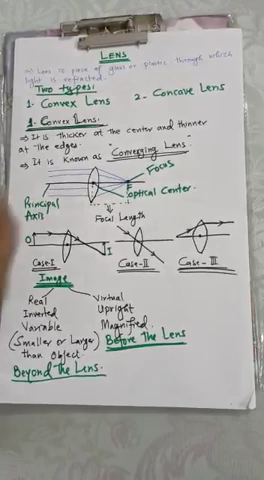 Lens
⇒ Lens is piece of glass or plastic through which
light is refracted.
Two types:
1- Convex Lens 2- Concave Lens
1. Convex Lens:
⇒ It is thicker at the center and thinner
at the edges.
⇒ It is known as "Converging Lens".
Focus
F
Optical Center.
Principal
Axis
Focal Length
O I
Case-I Case-II Case-III
Image
Real Virtual
Inverted Upright
Variable Magnified.
(Smaller or Larger) Before the Lens
than Object.
Beyond the Lens.